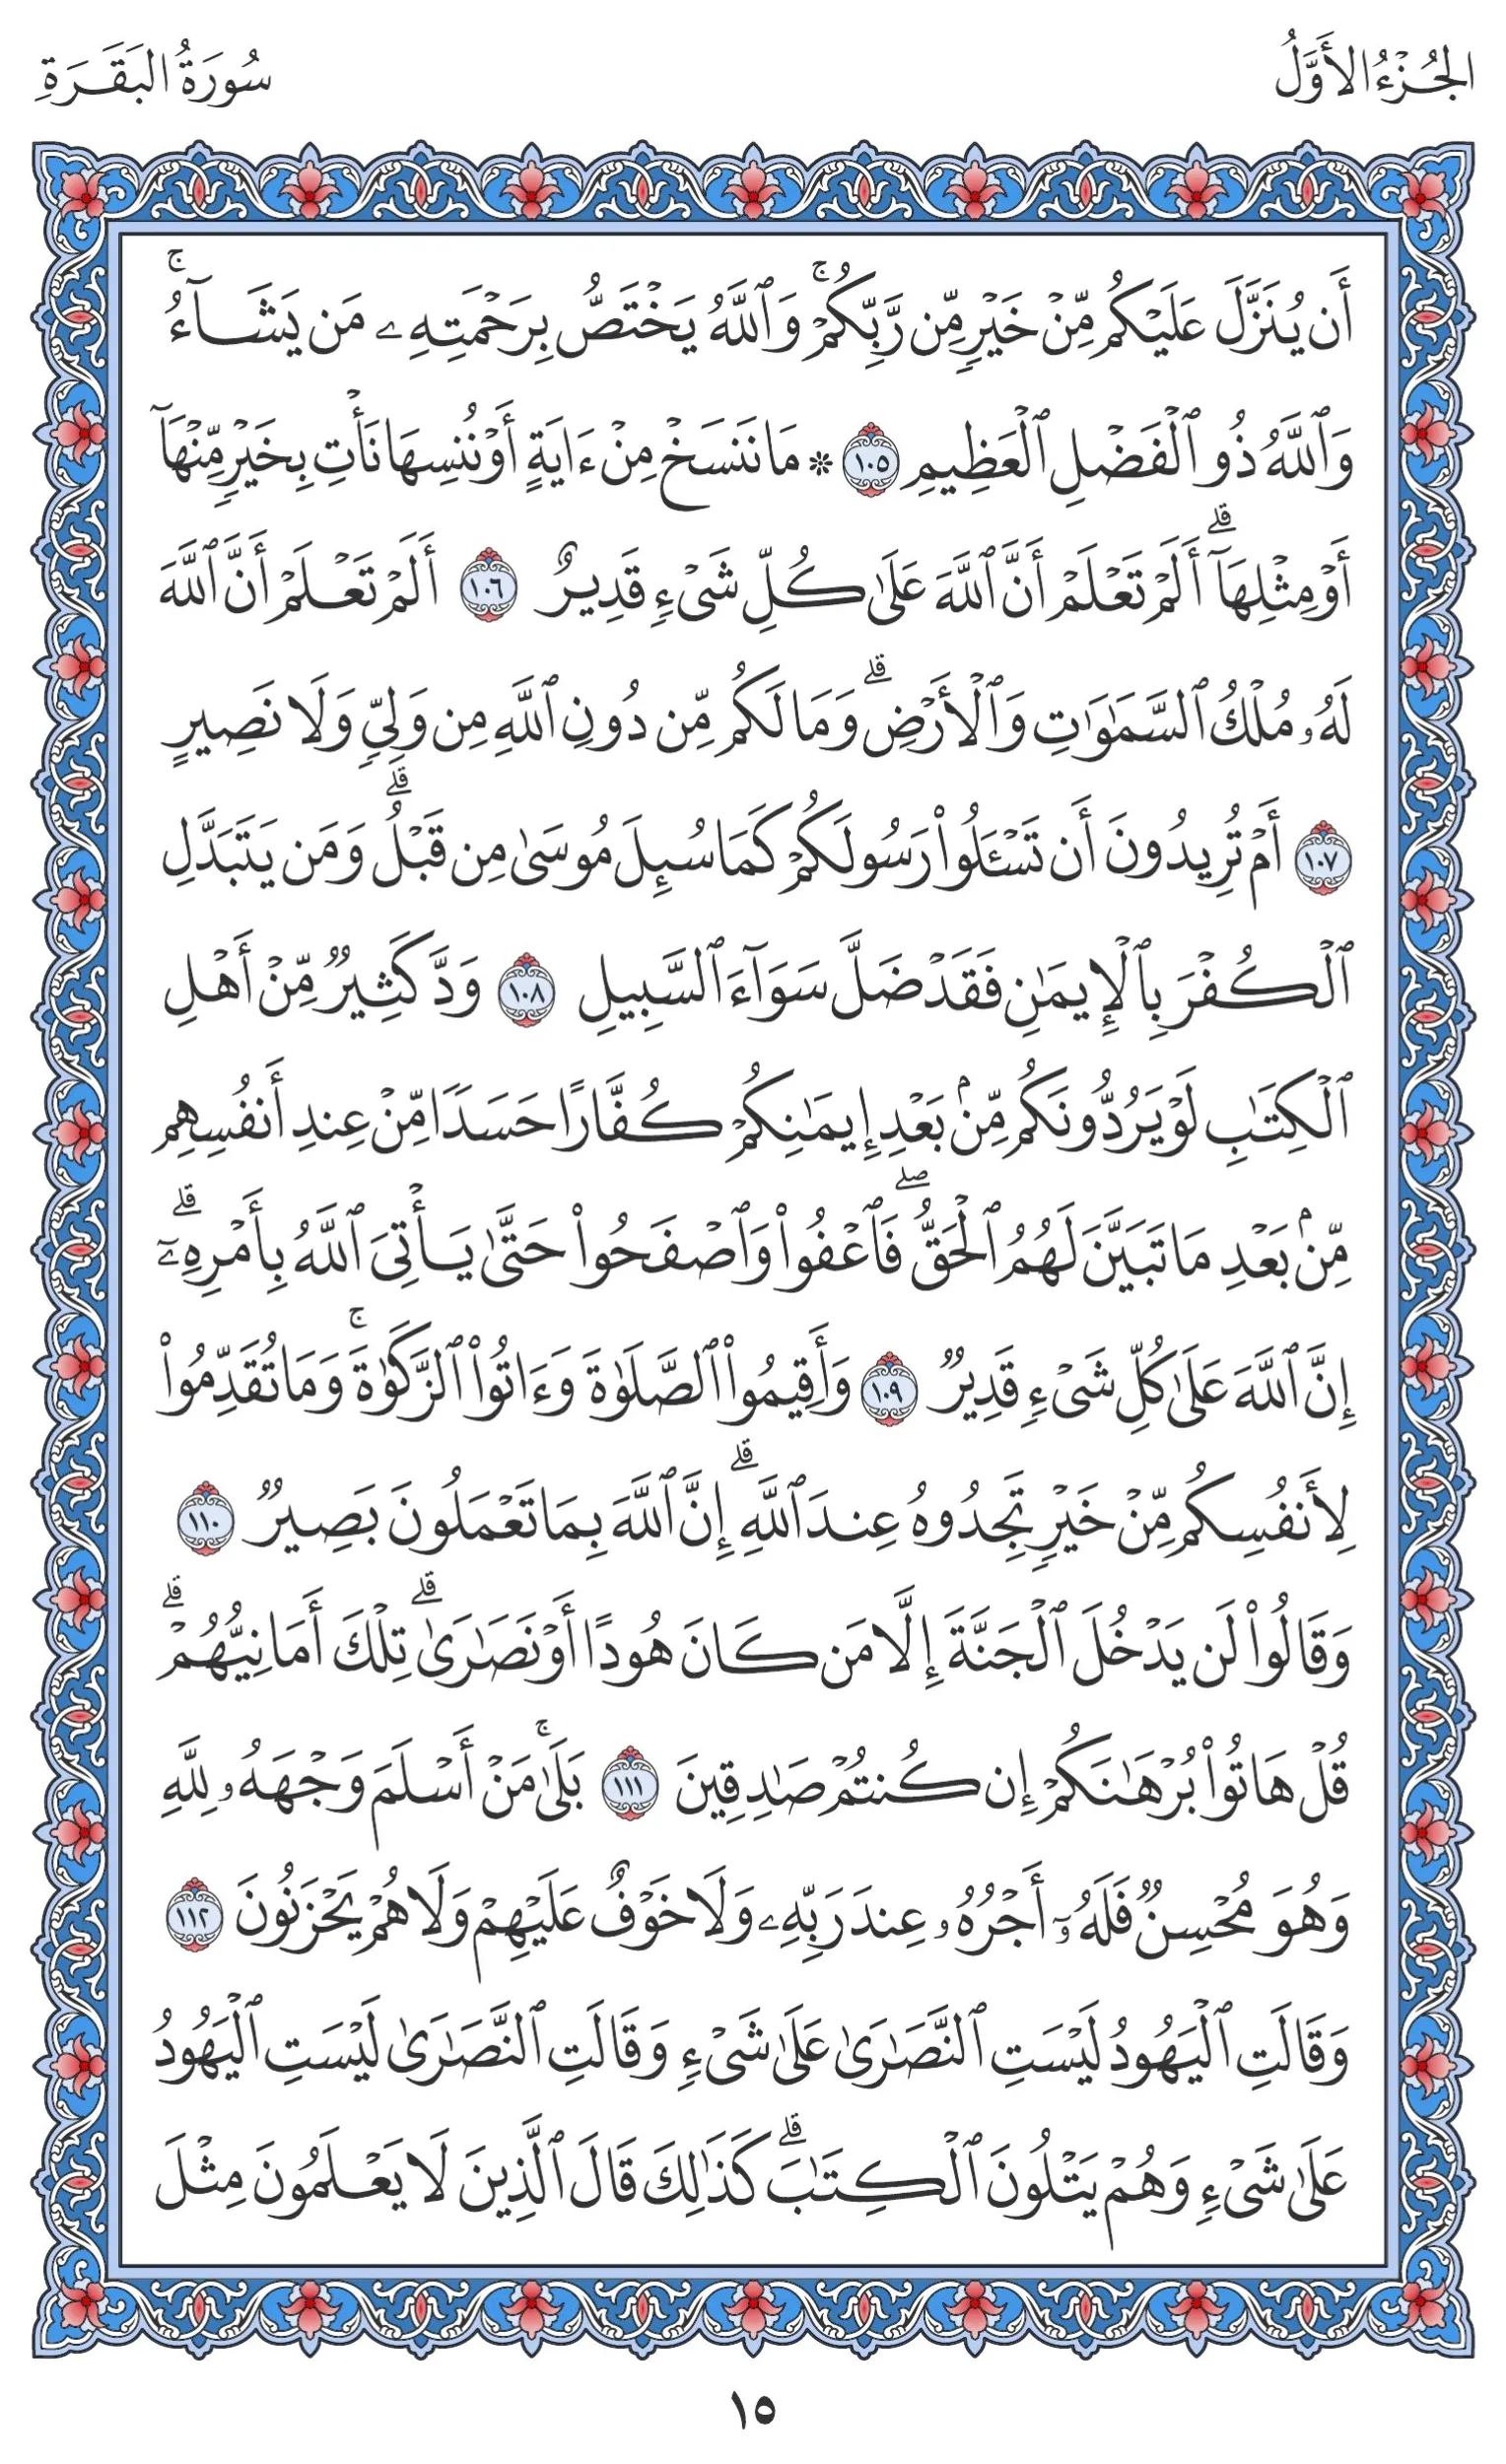 الجُزْءُ الأَوَّلُ
سُورَةُ البَقَرَةِ
أَن يُنَزَّلَ عَلَيْكُم مِّنْ خَيْرٍ مِّن رَّبِّكُمْ ۚ وَٱللَّهُ يَخْتَصُّ بِرَحْمَتِهِۦ مَن يَشَآءُ ۚ
وَٱللَّهُ ذُو ٱلْفَضْلِ ٱلْعَظِيمِ ١٠٥ ۞ مَا نَنسَخْ مِنْ ءَايَةٍ أَوْ نُنسِهَا نَأْتِ بِخَيْرٍ مِّنْهَآ
أَوْ مِثْلِهَآ ۗ أَلَمْ تَعْلَمْ أَنَّ ٱللَّهَ عَلَىٰ كُلِّ شَىْءٍ قَدِيرٌ ١٠٦ أَلَمْ تَعْلَمْ أَنَّ ٱللَّهَ
لَهُۥ مُلْكُ ٱلسَّمَٰوَٰتِ وَٱلْأَرْضِ ۗ وَمَا لَكُم مِّن دُونِ ٱللَّهِ مِن وَلِىٍّ وَلَا نَصِيرٍ
١٠٧ أَمْ تُرِيدُونَ أَن تَسْـَٔلُوا۟ رَسُولَكُمْ كَمَا سُئِلَ مُوسَىٰ مِن قَبْلُ ۗ وَمَن يَتَبَدَّلِ
ٱلْكُفْرَ بِٱلْإِيمَٰنِ فَقَدْ ضَلَّ سَوَآءَ ٱلسَّبِيلِ ١٠٨ وَدَّ كَثِيرٌ مِّنْ أَهْلِ
ٱلْكِتَٰبِ لَوْ يَرُدُّونَكُم مِّنۢ بَعْدِ إِيمَٰنِكُمْ كُفَّارًا حَسَدًا مِّنْ عِندِ أَنفُسِهِم
مِّنۢ بَعْدِ مَا تَبَيَّنَ لَهُمُ ٱلْحَقُّ ۖ فَٱعْفُوا۟ وَٱصْفَحُوا۟ حَتَّىٰ يَأْتِىَ ٱللَّهُ بِأَمْرِهِۦٓ ۗ
إِنَّ ٱللَّهَ عَلَىٰ كُلِّ شَىْءٍ قَدِيرٌ ١٠٩ وَأَقِيمُوا۟ ٱلصَّلَوٰةَ وَءَاتُوا۟ ٱلزَّكَوٰةَ ۚ وَمَا تُقَدِّمُوا۟
لِأَنفُسِكُم مِّنْ خَيْرٍ تَجِدُوهُ عِندَ ٱللَّهِ ۗ إِنَّ ٱللَّهَ بِمَا تَعْمَلُونَ بَصِيرٌ ١١٠
وَقَالُوا۟ لَن يَدْخُلَ ٱلْجَنَّةَ إِلَّا مَن كَانَ هُودًا أَوْ نَصَٰرَىٰ ۗ تِلْكَ أَمَانِيُّهُمْ ۗ
قُلْ هَاتُوا۟ بُرْهَٰنَكُمْ إِن كُنتُمْ صَٰدِقِينَ ١١١ بَلَىٰ ۚ مَنْ أَسْلَمَ وَجْهَهُۥ لِلَّهِ
وَهُوَ مُحْسِنٌ فَلَهُۥٓ أَجْرُهُۥ عِندَ رَبِّهِۦ وَلَا خَوْفٌ عَلَيْهِمْ وَلَا هُمْ يَحْزَنُونَ ١١٢
وَقَالَتِ ٱلْيَهُودُ لَيْسَتِ ٱلنَّصَٰرَىٰ عَلَىٰ شَىْءٍ وَقَالَتِ ٱلنَّصَٰرَىٰ لَيْسَتِ ٱلْيَهُودُ
عَلَىٰ شَىْءٍ وَهُمْ يَتْلُونَ ٱلْكِتَٰبَ ۗ كَذَٰلِكَ قَالَ ٱلَّذِينَ لَا يَعْلَمُونَ مِثْلَ
١٥